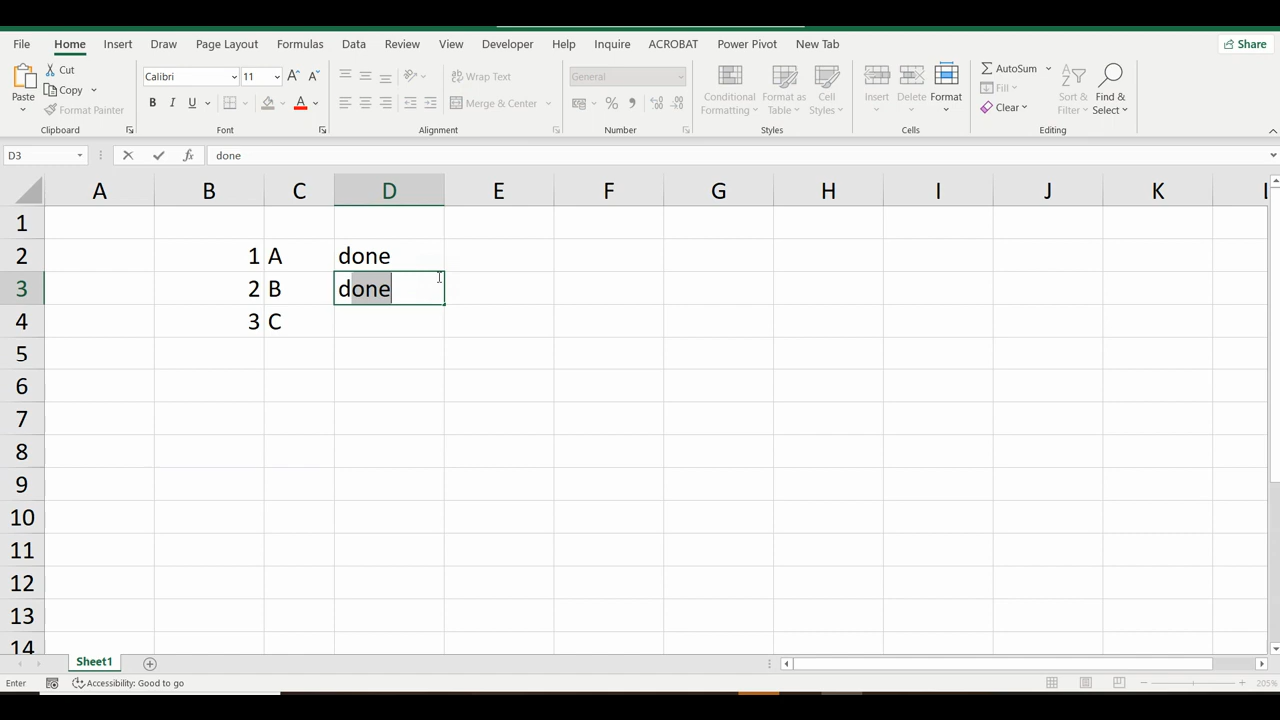 File Home Insert Draw Page Layout Formulas Data Review View Developer Help Inquire ACROBAT Power Pivot New Tab Share
Paste Cut Copy Format Painter Clipboard
Calibri 11 A A B I U A Font
Wrap Text Merge & Center Alignment
General % , Number
Conditional Formatting Format as Table Cell Styles Styles
Insert Delete Format Cells
AutoSum Fill Clear Sort & Filter Find & Select Editing
D3 fx done
A B C D E F G H I J K
1
2 1 A done
3 2 B done
4 3 C
5
6
7
8
9
10
11
12
13
14
Sheet1
Enter Accessibility: Good to go 205%